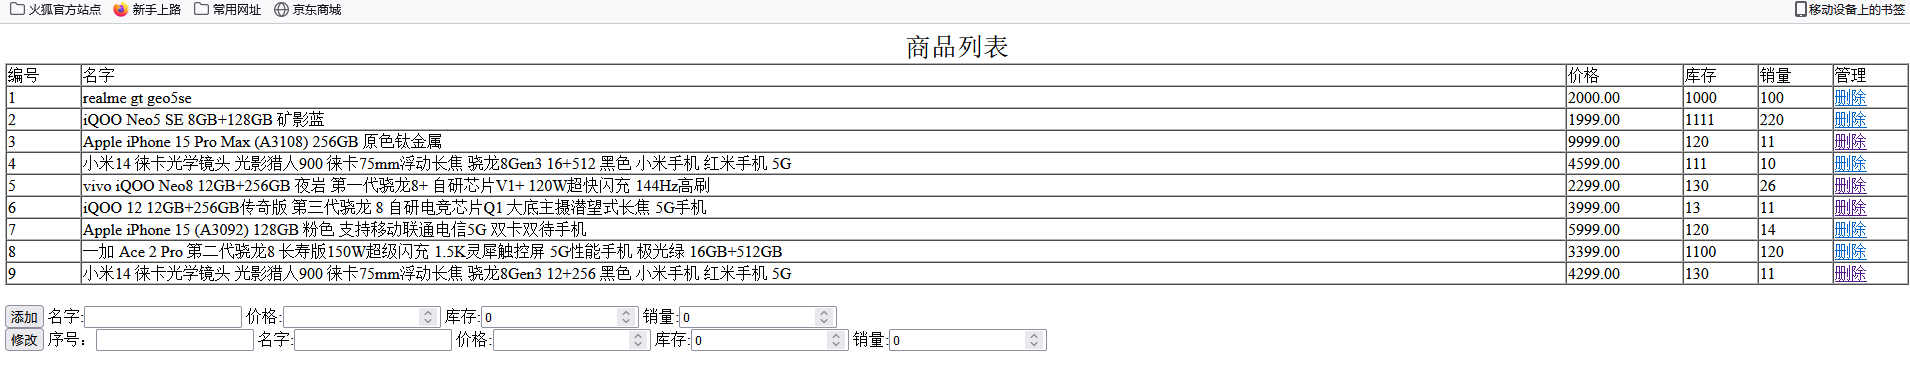 火狐官方站点 新手上路 常用网址 京东商城 移动设备上的书签
商品列表
编号 名字 价格 库存 销量 管理
1 realme gt geo5se 2000.00 1000 100 删除
2 iQOO Neo5 SE 8GB+128GB 矿影蓝 1999.00 1111 220 删除
3 Apple iPhone 15 Pro Max (A3108) 256GB 原色钛金属 9999.00 120 11 删除
4 小米14 徕卡光学镜头 光影猎人900 徕卡75mm浮动长焦 骁龙8Gen3 16+512 黑色 小米手机 红米手机 5G 4599.00 111 10 删除
5 vivo iQOO Neo8 12GB+256GB 夜岩 第一代骁龙8+ 自研芯片V1+ 120W超快闪充 144Hz高刷 2299.00 130 26 删除
6 iQOO 12 12GB+256GB传奇版 第三代骁龙 8 自研电竞芯片Q1 大底主摄潜望式长焦 5G手机 3999.00 13 11 删除
7 Apple iPhone 15 (A3092) 128GB 粉色 支持移动联通电信5G 双卡双待手机 5999.00 120 14 删除
8 一加 Ace 2 Pro 第二代骁龙8 长寿版150W超级闪充 1.5K灵犀触控屏 5G性能手机 极光绿 16GB+512GB 3399.00 1100 120 删除
9 小米14 徕卡光学镜头 光影猎人900 徕卡75mm浮动长焦 骁龙8Gen3 12+256 黑色 小米手机 红米手机 5G 4299.00 130 11 删除
添加 名字: 价格: 库存: 0 销量: 0
修改 序号: 名字: 价格: 库存: 0 销量: 0